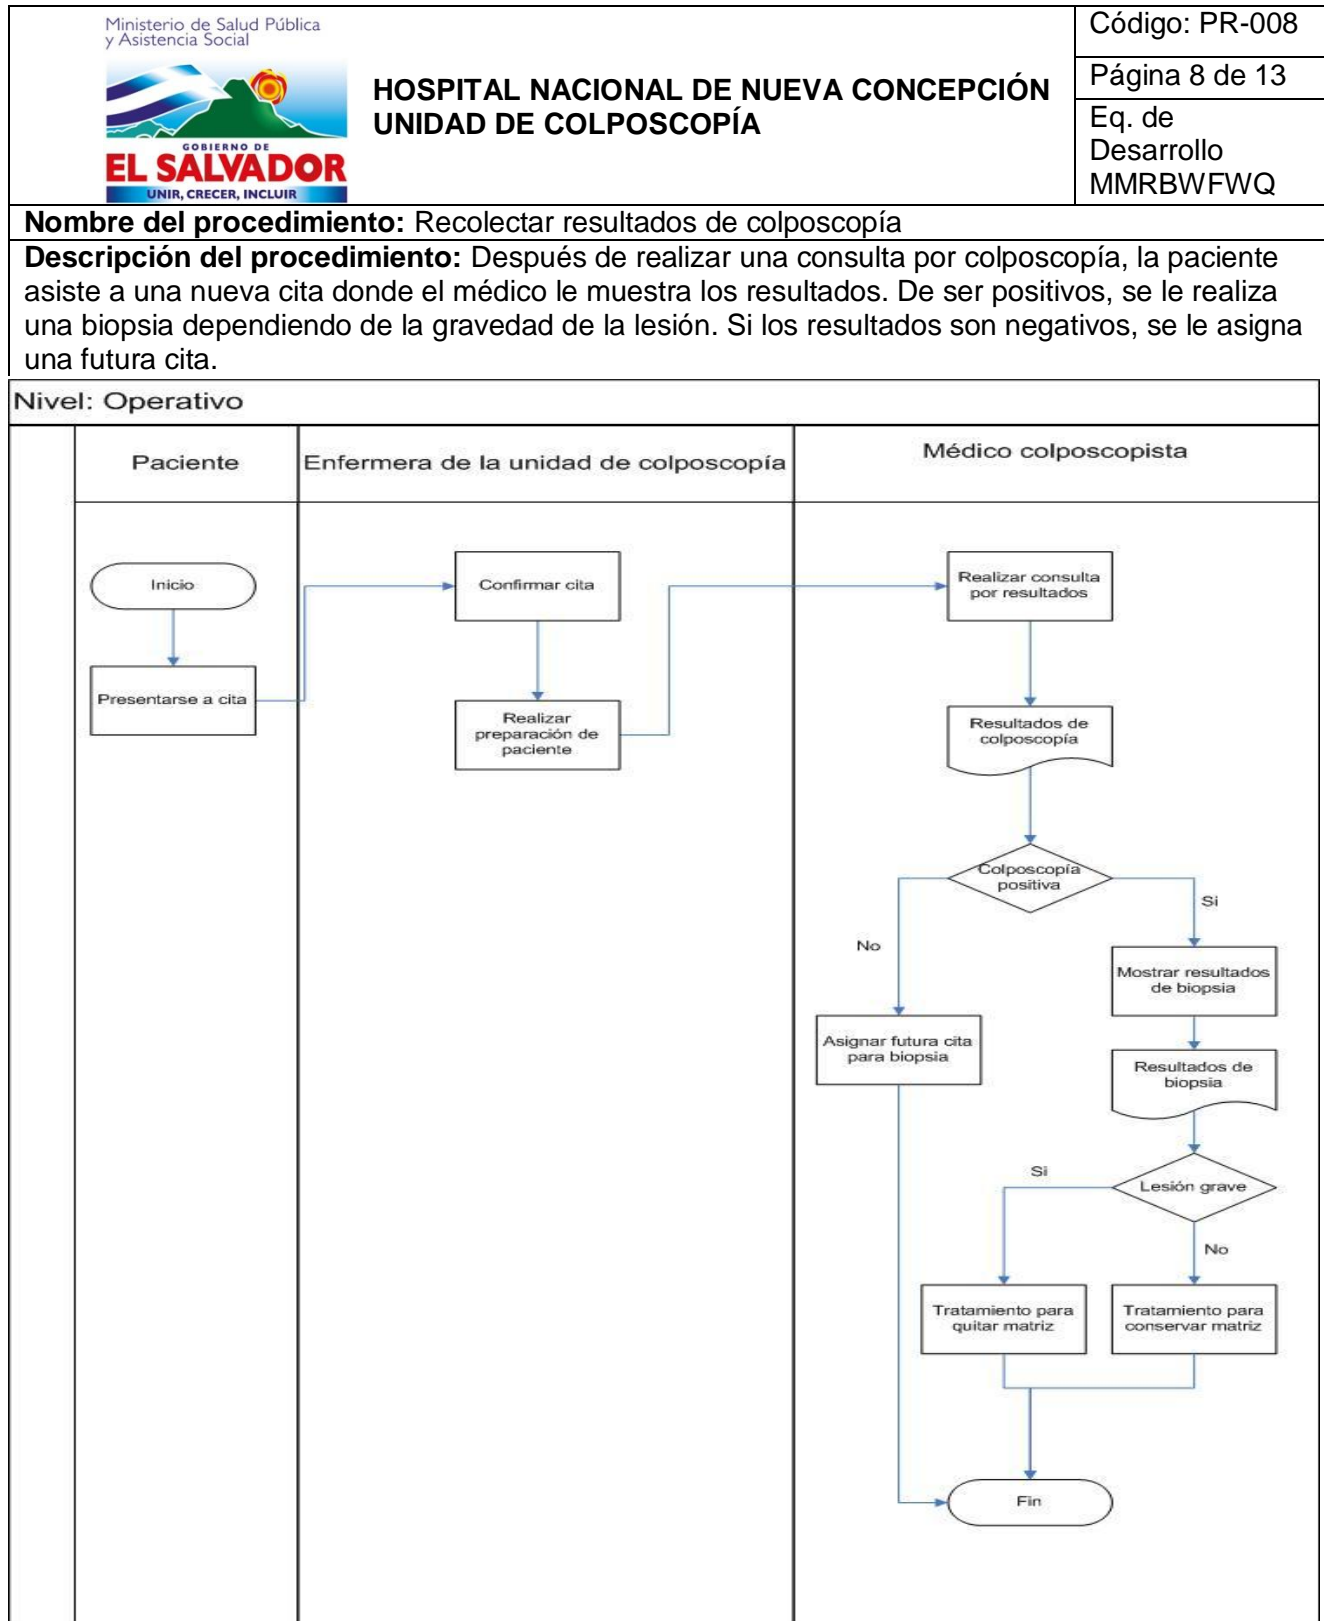 Ministerio de Salud Pública
y Asistencia Social
GOBIERNO DE
EL SALVADOR
UNIR, CRECER, INCLUIR
HOSPITAL NACIONAL DE NUEVA CONCEPCIÓN
UNIDAD DE COLPOSCOPÍA
Código: PR-008
Página 8 de 13
Eq. de
Desarrollo
MMRBWFWQ
Nombre del procedimiento: Recolectar resultados de colposcopía
Descripción del procedimiento: Después de realizar una consulta por colposcopía, la paciente
asiste a una nueva cita donde el médico le muestra los resultados. De ser positivos, se le realiza
una biopsia dependiendo de la gravedad de la lesión. Si los resultados son negativos, se le asigna
una futura cita.
Nivel: Operativo
Paciente
Enfermera de la unidad de colposcopía
Médico colposcopista
Inicio
Presentarse a cita
Confirmar cita
Realizar
preparación de
paciente
Realizar consulta
por resultados
Resultados de
colposcopía
Colposcopía
positiva
Si
No
Mostrar resultados
de biopsia
Asignar futura cita
para biopsia
Resultados de
biopsia
Si
Lesión grave
No
Tratamiento para
quitar matriz
Tratamiento para
conservar matriz
Fin